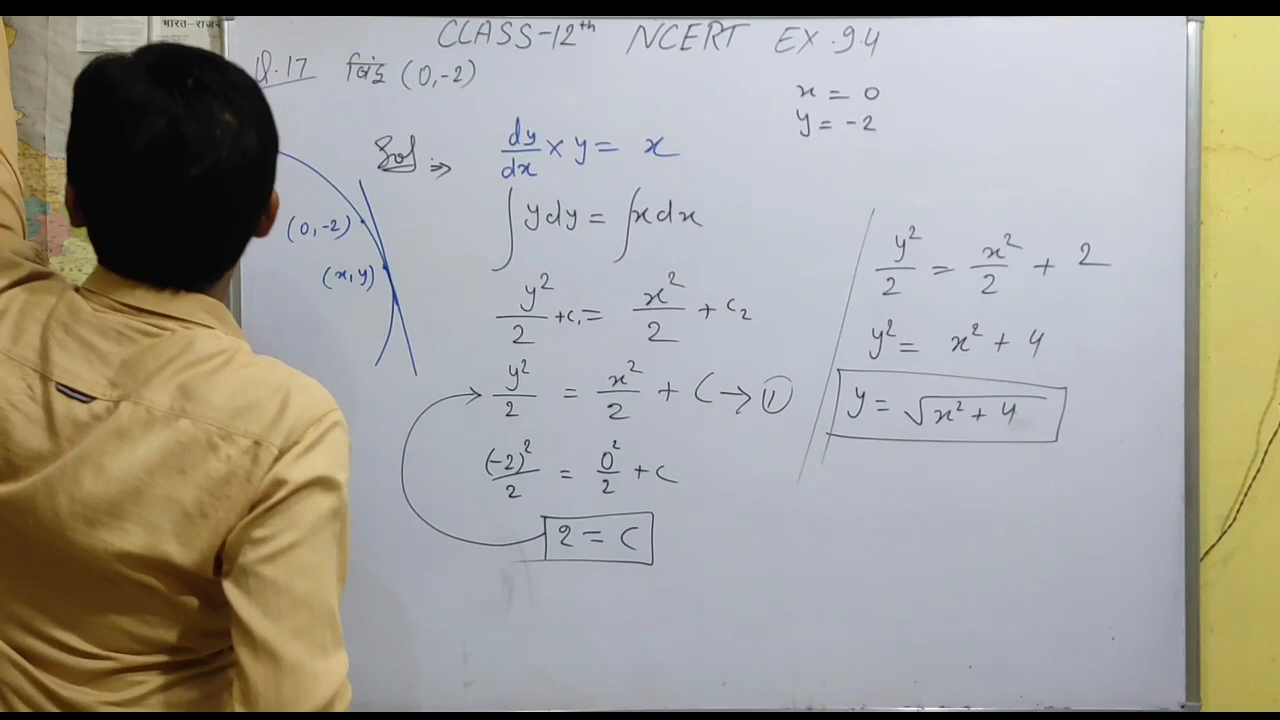 भारत-राज
CLASS-12th NCERT EX.9.4
Q.17 बिंदु (0,-2)
x = 0
y = -2
Sol ⇒ dy/dx × y = x
∫ y dy = ∫ x dx
(0,-2)
(x,y)
y²/2 + c₁ = x²/2 + c₂
y²/2 = x²/2 + C → ①
(-2)²/2 = 0²/2 + c
2 = C
y²/2 = x²/2 + 2
y² = x² + 4
y = √(x² + 4)